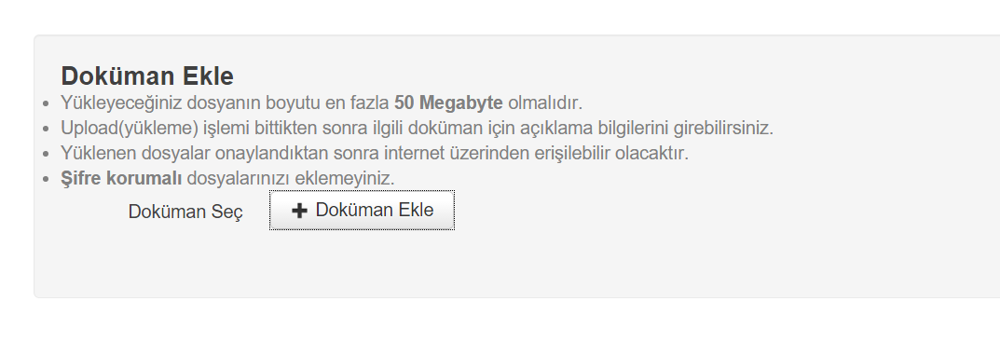 Doküman Ekle
Yükleyeceğiniz dosyanın boyutu en fazla 50 Megabyte olmalıdır.
Upload(yükleme) işlemi bittikten sonra ilgili doküman için açıklama bilgilerini girebilirsiniz.
Yüklenen dosyalar onaylandıktan sonra internet üzerinden erişilebilir olacaktır.
Şifre korumalı dosyalarınızı eklemeyiniz.
Doküman Seç + Doküman Ekle